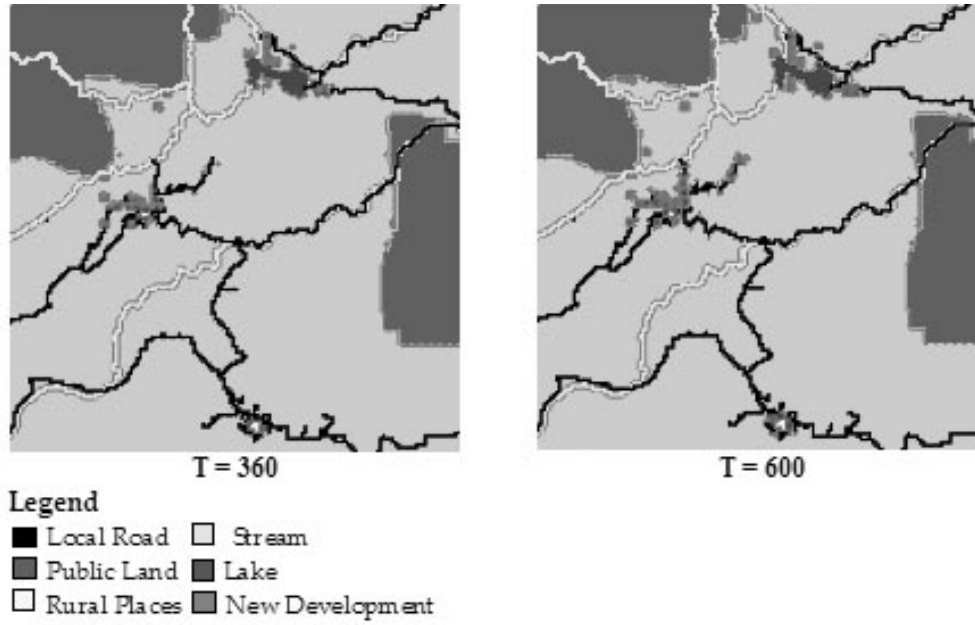 T = 360
T = 600
Legend
Local Road
Stream
Public Land
Lake
Rural Places
New Development